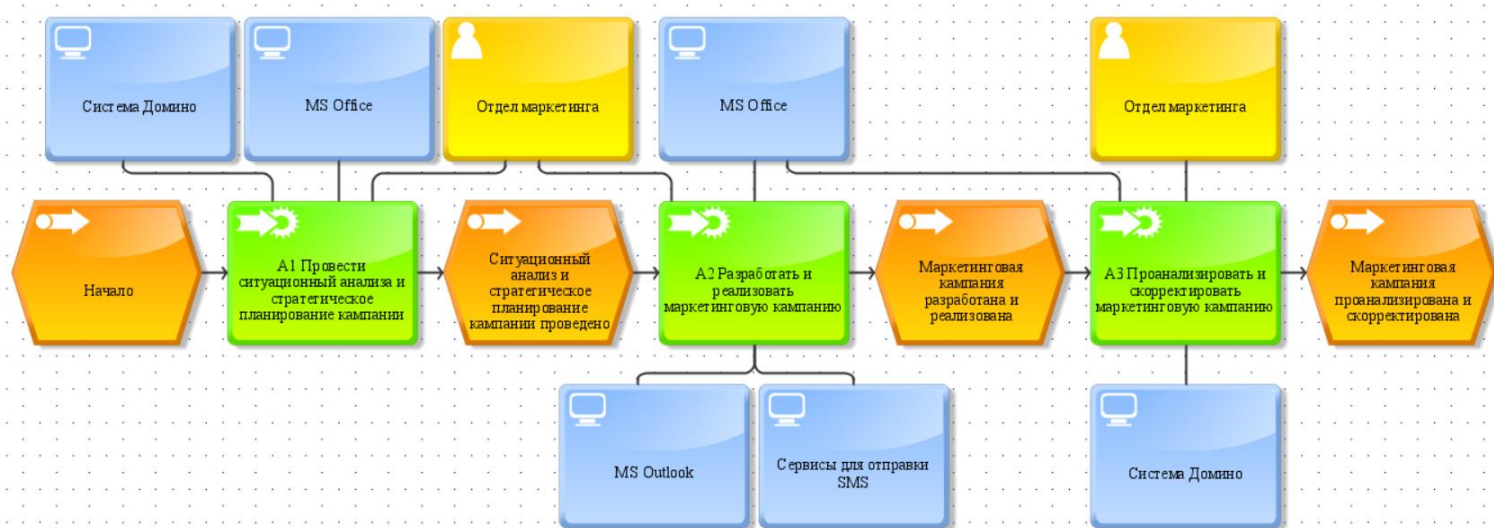 Система Домино
MS Office
Отдел маркетинга
MS Office
Отдел маркетинга
Начало
А1 Провести
ситуационный анализа и
стратегическое
планирование кампании
Ситуационный
анализ и
стратегическое
планирование
кампании проведено
А2 Разработать и
реализовать
маркетинговую кампанию
Маркетинговая
кампания
разработана и
реализована
А3 Проанализировать и
скорректировать
маркетинговую кампанию
Маркетинговая
кампания
проанализирована и
скорректирована
MS Outlook
Сервисы для отправки
SMS
Система Домино